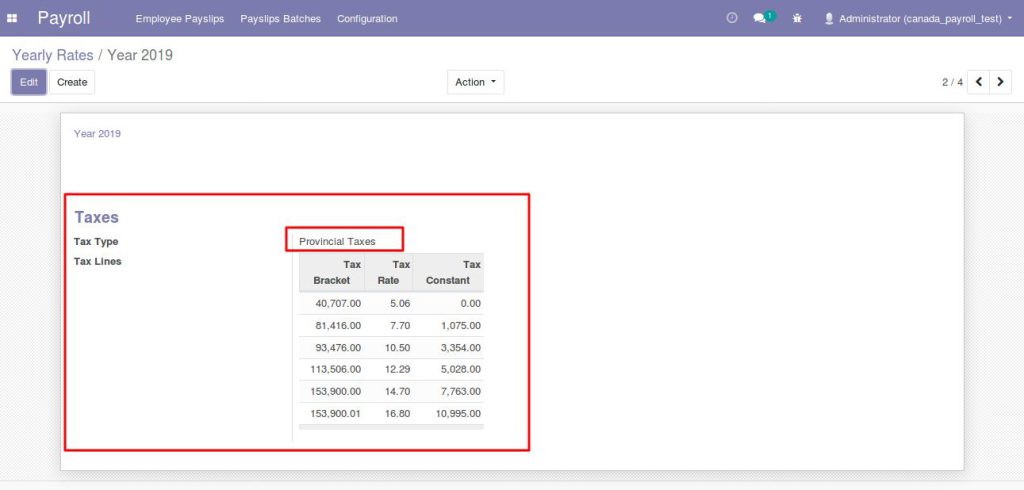 Payroll Employee Payslips Payslips Batches Configuration 1 Administrator (canada_payroll_test)
Yearly Rates / Year 2019
Edit Create Action 2 / 4
Year 2019
Taxes
Tax Type Provincial Taxes
Tax Lines
Tax Bracket Tax Rate Tax Constant
40,707.00 5.06 0.00
81,416.00 7.70 1,075.00
93,476.00 10.50 3,354.00
113,506.00 12.29 5,028.00
153,900.00 14.70 7,763.00
153,900.01 16.80 10,995.00